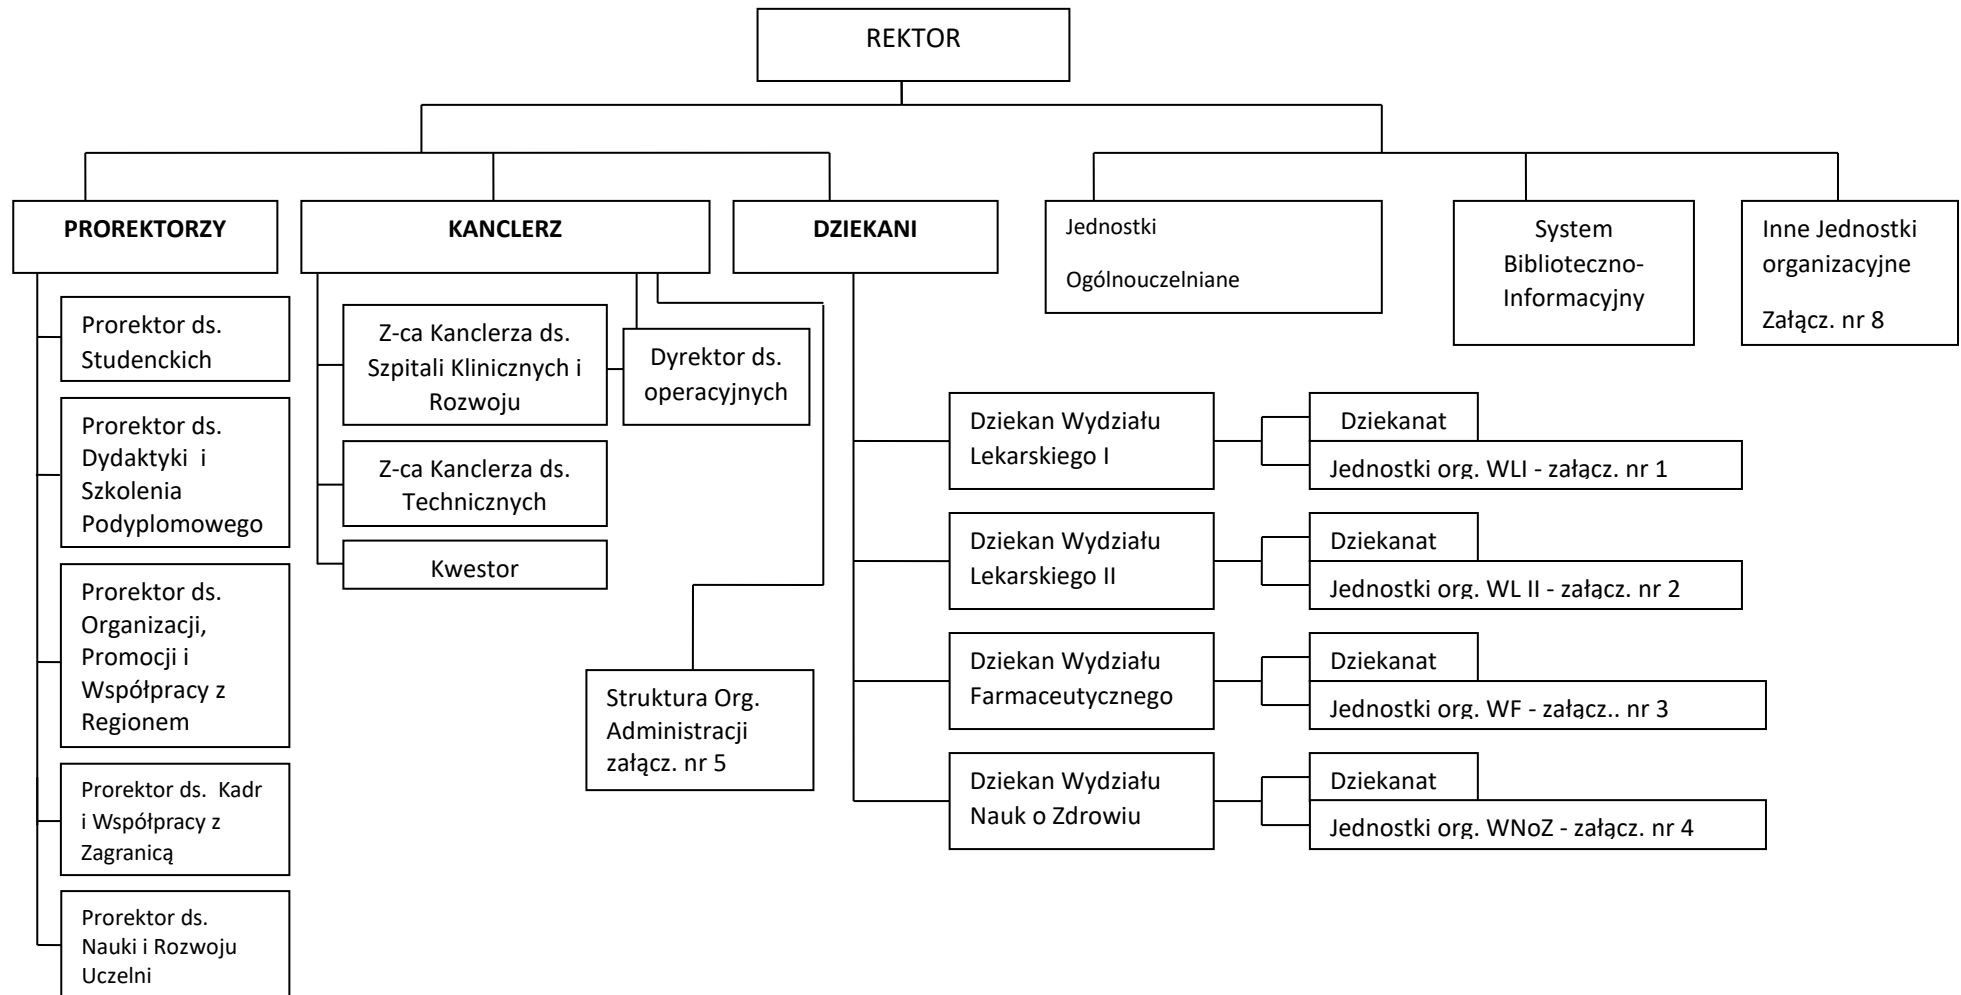 REKTOR
PROREKTORZY
KANCLERZ
DZIEKANI
Jednostki
Ogólnouczelniane
System
Biblioteczno-
Informacyjny
Inne Jednostki
organizacyjne
Załącz. nr 8
Prorektor ds.
Studenckich
Prorektor ds.
Dydaktyki i
Szkolenia
Podyplomowego
Prorektor ds.
Organizacji,
Promocji i
Współpracy z
Regionem
Prorektor ds. Kadr
i Współpracy z
Zagranicą
Prorektor ds.
Nauki i Rozwoju
Uczelni
Z-ca Kanclerza ds.
Szpitali Klinicznych i
Rozwoju
Dyrektor ds.
operacyjnych
Z-ca Kanclerza ds.
Technicznych
Kwestor
Struktura Org.
Administracji
załącz. nr 5
Dziekan Wydziału
Lekarskiego I
Dziekanat
Jednostki org. WLI - załącz. nr 1
Dziekan Wydziału
Lekarskiego II
Dziekanat
Jednostki org. WL II - załącz. nr 2
Dziekan Wydziału
Farmaceutycznego
Dziekanat
Jednostki org. WF - załącz.. nr 3
Dziekan Wydziału
Nauk o Zdrowiu
Dziekanat
Jednostki org. WNoZ - załącz. nr 4